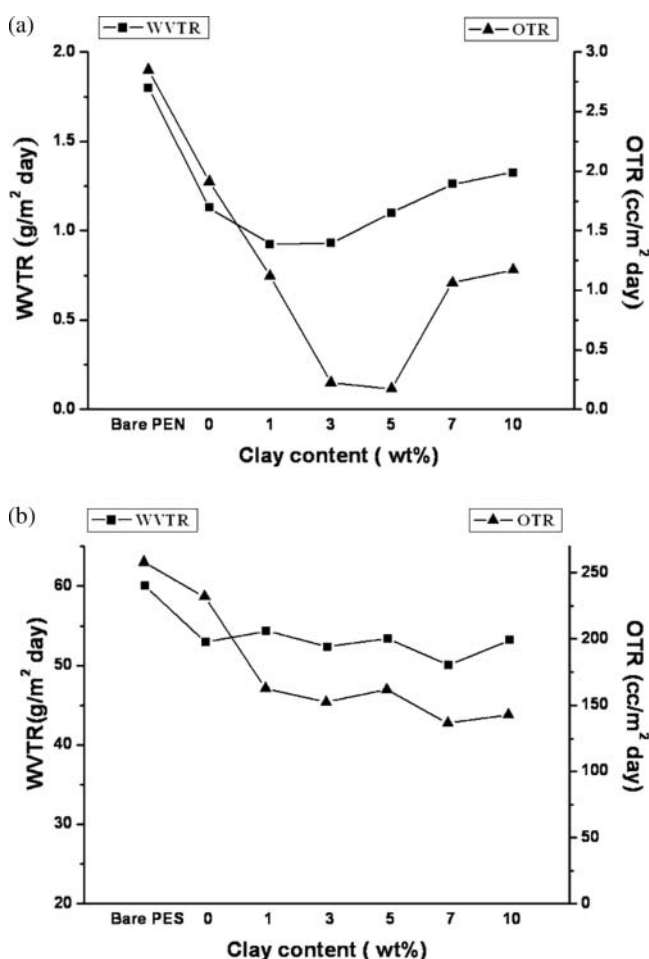 (a)
WVTR
OTR
2.0
1.5
1.0
0.5
0.0
WVTR (g/m² day)
3.0
2.5
2.0
1.5
1.0
0.5
0.0
OTR (cc/m² day)
Bare PEN 0 1 3 5 7 10
Clay content ( wt%)
(b)
WVTR
OTR
60
50
40
30
20
WVTR(g/m² day)
250
200
150
100
50
0
OTR (cc/m² day)
Bare PES 0 1 3 5 7 10
Clay content ( wt%)